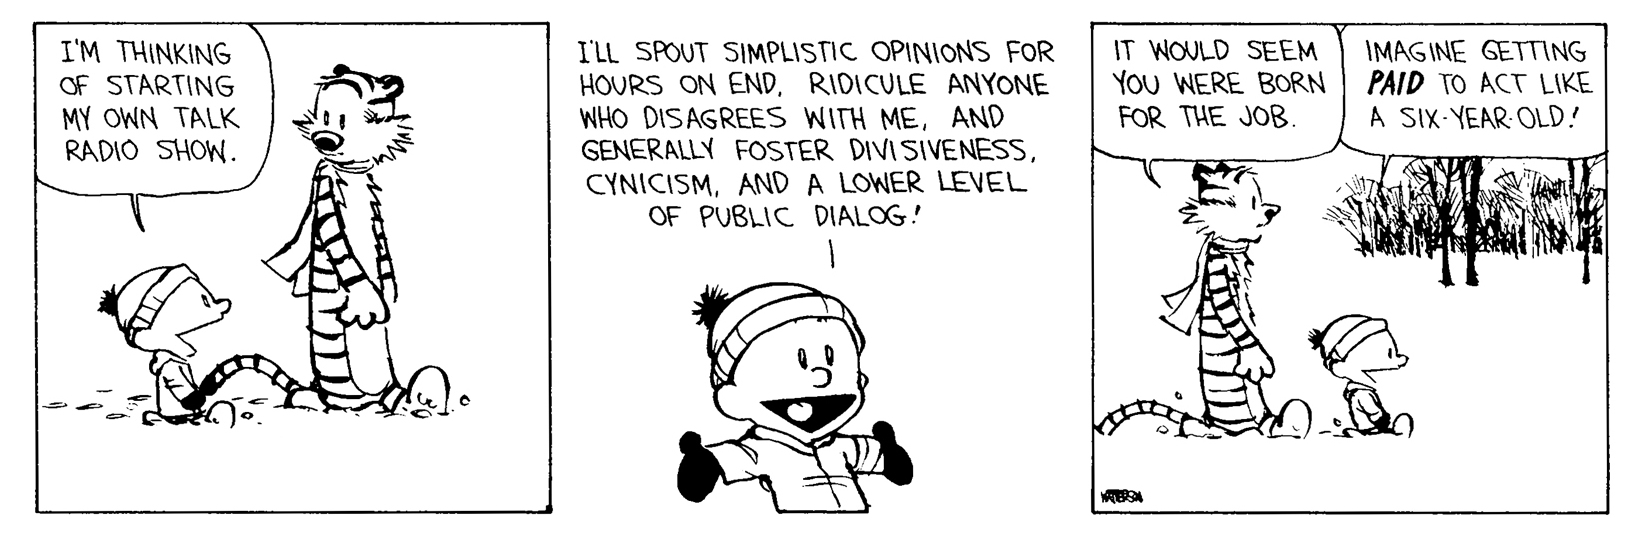 I'M THINKING
OF STARTING
MY OWN TALK
RADIO SHOW.
I'LL SPOUT SIMPLISTIC OPINIONS FOR
HOURS ON END, RIDICULE ANYONE
WHO DISAGREES WITH ME, AND
GENERALLY FOSTER DIVISIVENESS,
CYNICISM, AND A LOWER LEVEL
OF PUBLIC DIALOG!
IT WOULD SEEM
YOU WERE BORN
FOR THE JOB.
IMAGINE GETTING
PAID TO ACT LIKE
A SIX-YEAR-OLD!
WATTERSON